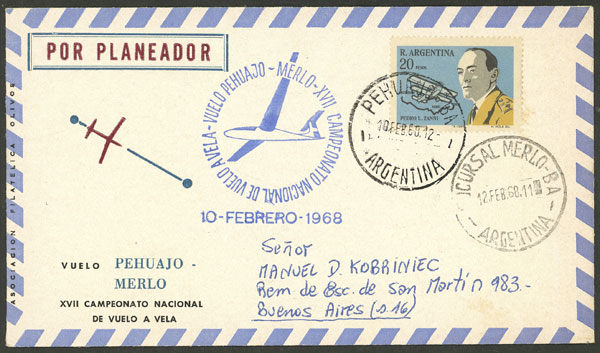 POR PLANEADOR
VUELO PEHUAJO - MERLO - XVII CAMPEONATO NACIONAL DE VUELO A VELA -
10-FEBRERO-1968
R. ARGENTINA
20
PESOS
PEDRO L. ZANNI
PEHUAJO BA
10.FEB.68.12
ARGENTINA
SUCURSAL MERLO-BA
12.FEB.68.11
ARGENTINA
ASOCIACION FILATELICA OLIVOS
VUELO PEHUAJO -
MERLO
XVII CAMPEONATO NACIONAL
DE VUELO A VELA
Señor
MANUEL D. KOBRINIEC
Rem de Esc. de San Martín 983.-
Buenos Aires (s.16)